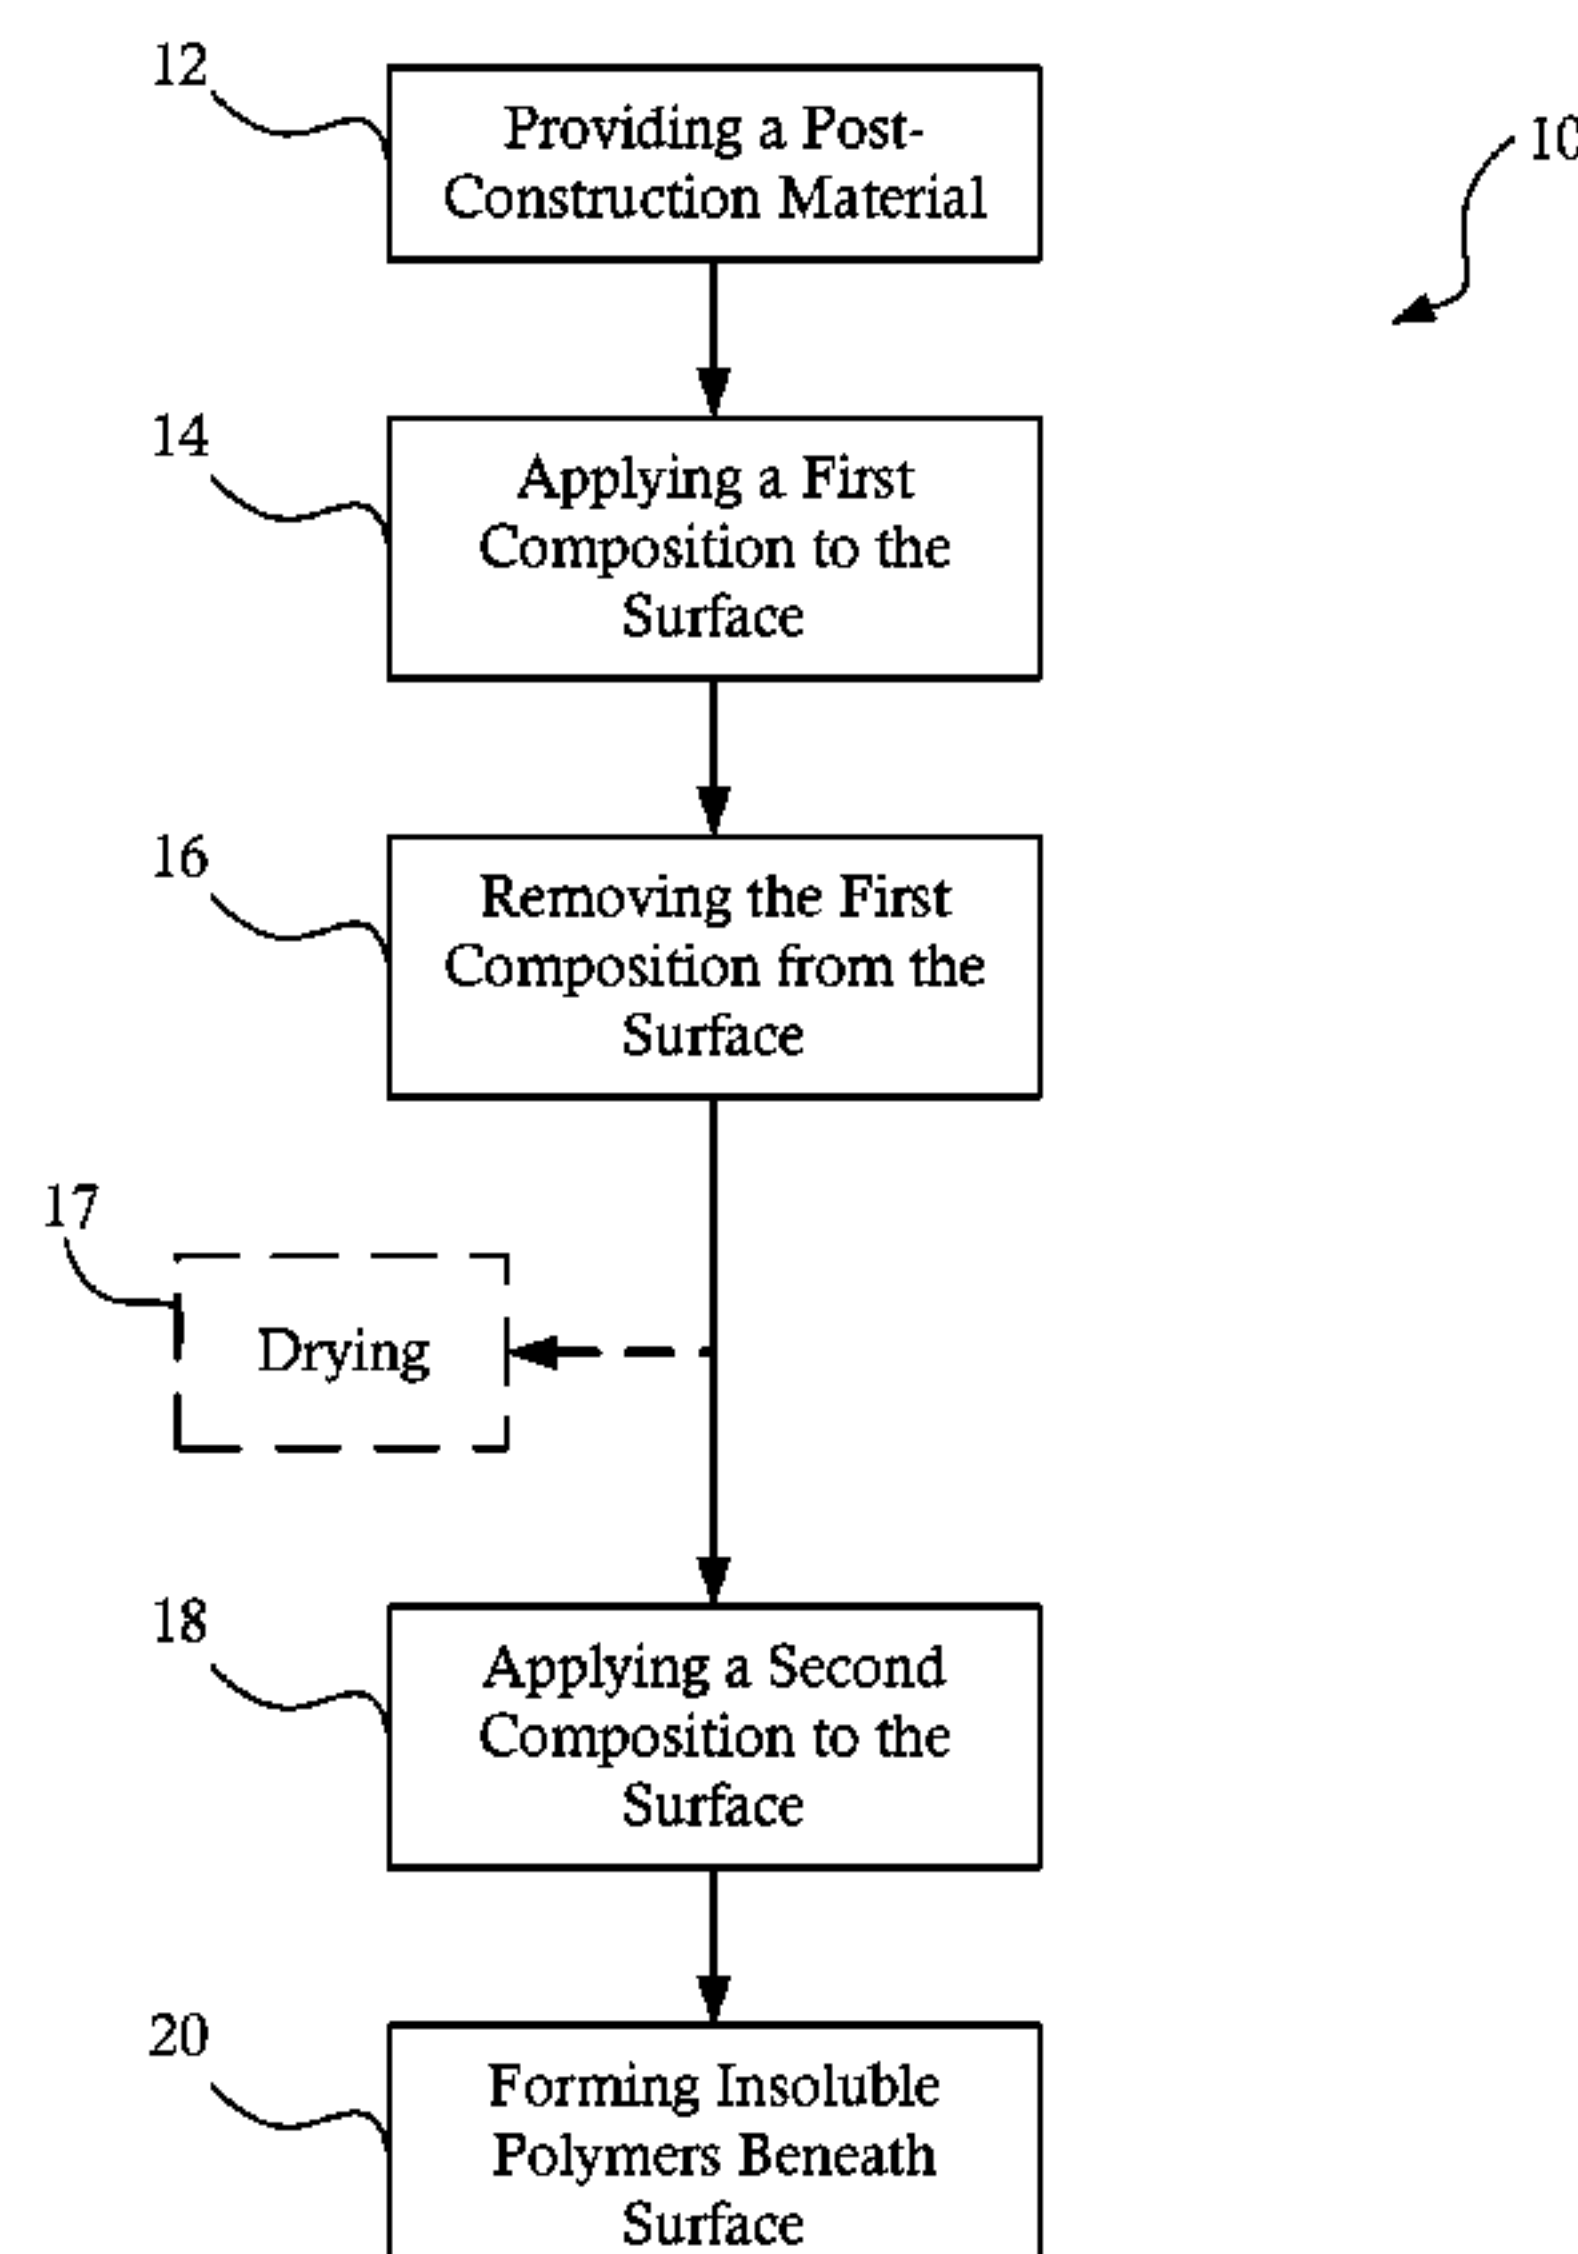 12
Providing a Post-
Construction Material
10
14
Applying a First
Composition to the
Surface
16
Removing the First
Composition from the
Surface
17
Drying
18
Applying a Second
Composition to the
Surface
20
Forming Insoluble
Polymers Beneath
Surface